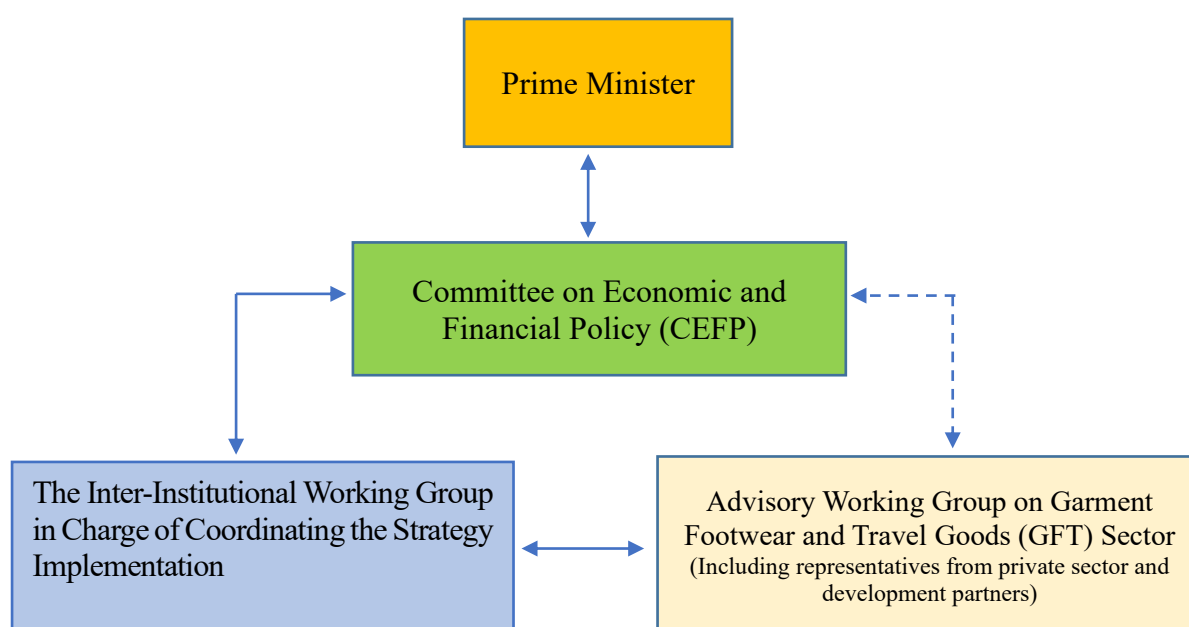 Prime Minister
Committee on Economic and
Financial Policy (CEFP)
The Inter-Institutional Working Group
in Charge of Coordinating the Strategy
Implementation
Advisory Working Group on Garment
Footwear and Travel Goods (GFT) Sector
(Including representatives from private sector and
development partners)